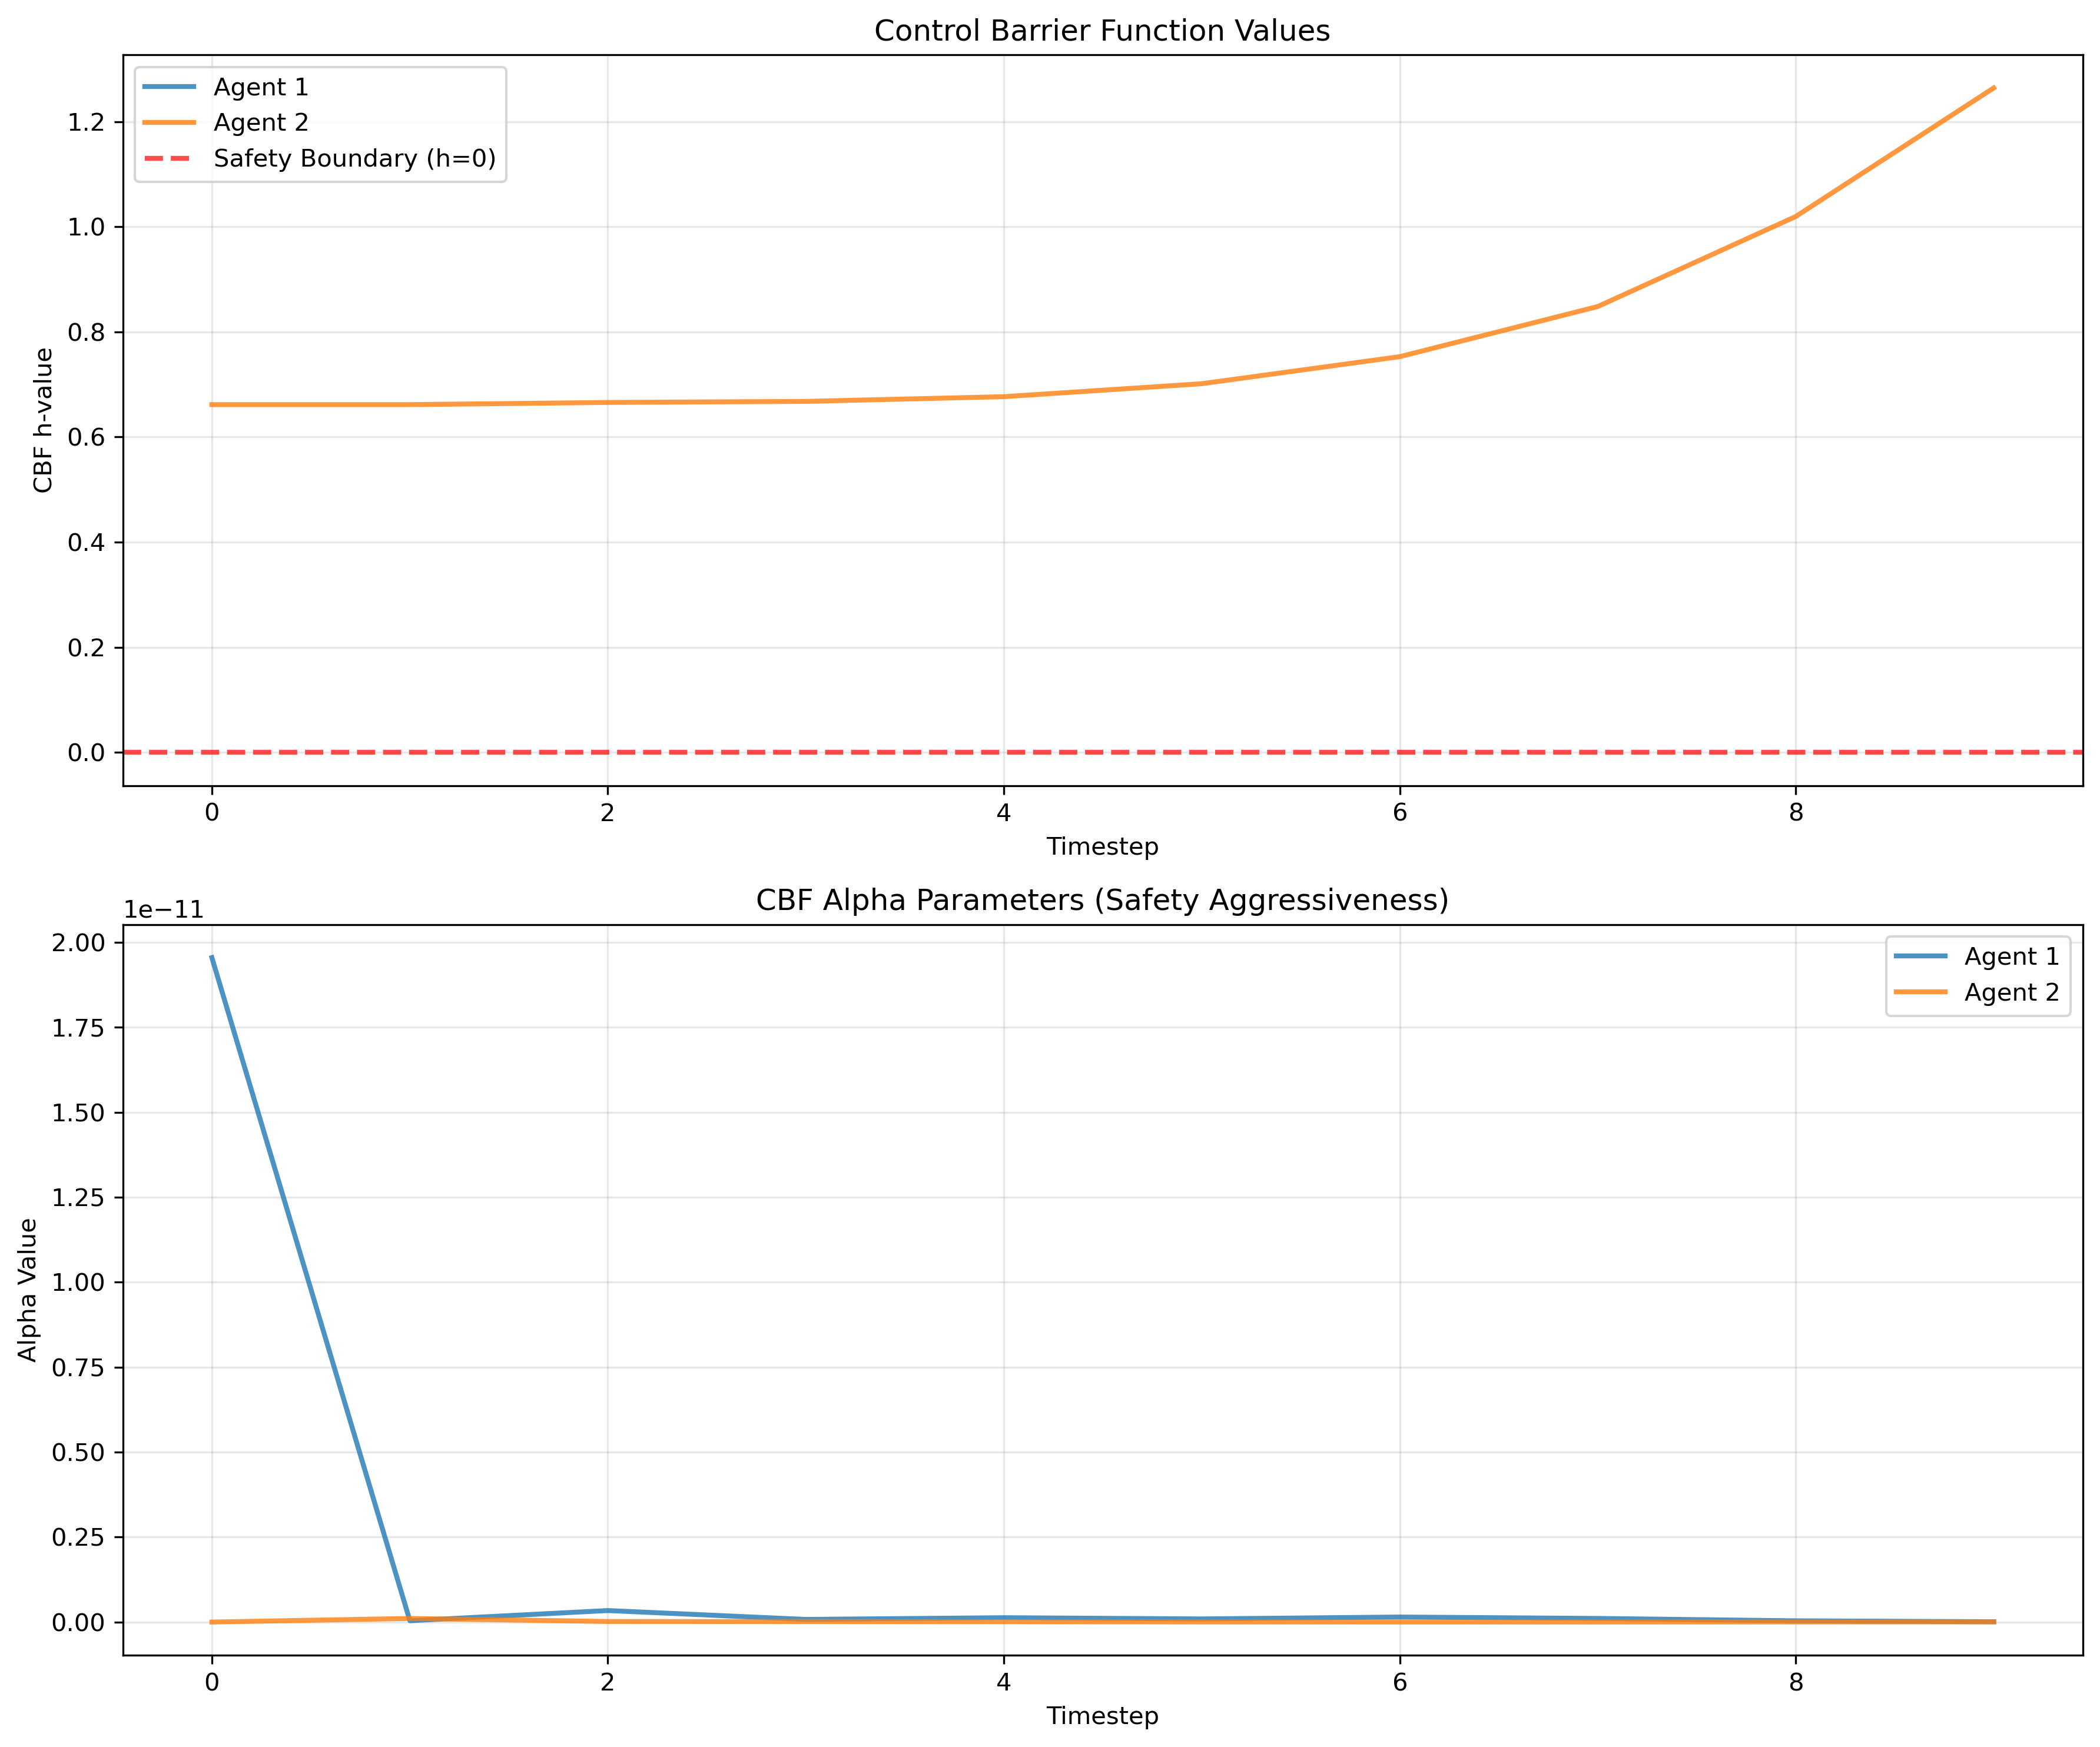 Control Barrier Function Values
Agent 1
Agent 2
Safety Boundary (h=0)
CBF h-value
1.2
1.0
0.8
0.6
0.4
0.2
0.0
0 2 4 6 8
Timestep
CBF Alpha Parameters (Safety Aggressiveness)
1e−11
Agent 1
Agent 2
Alpha Value
2.00
1.75
1.50
1.25
1.00
0.75
0.50
0.25
0.00
0 2 4 6 8
Timestep